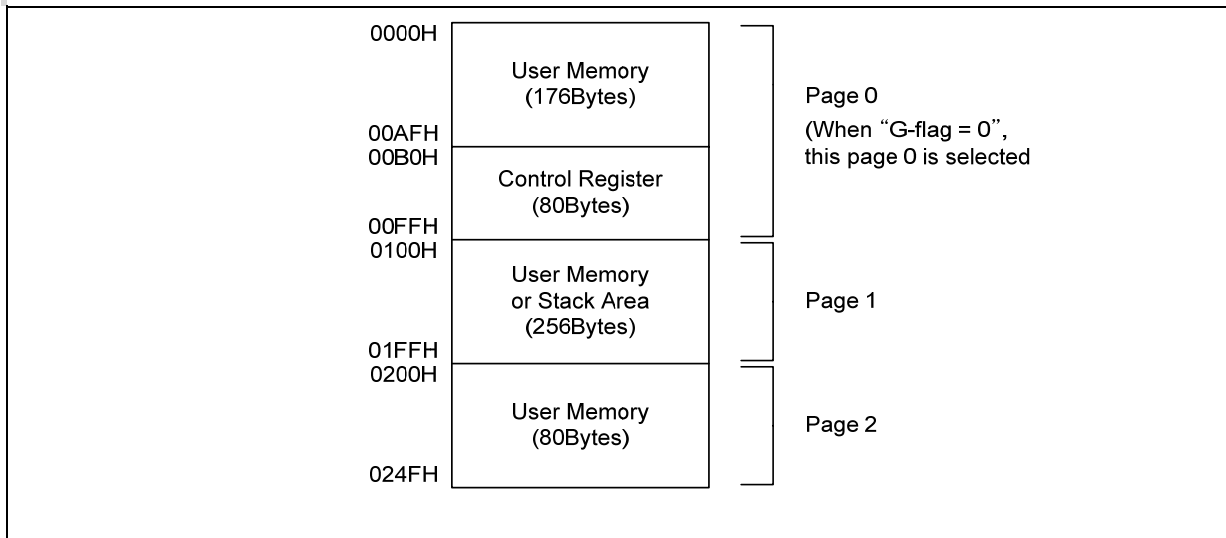 0000H
User Memory
(176Bytes)
Page 0
(When “G-flag = 0”,
this page 0 is selected
00AFH
00B0H
Control Register
(80Bytes)
00FFH
0100H
User Memory
or Stack Area
(256Bytes)
Page 1
01FFH
0200H
User Memory
(80Bytes)
Page 2
024FH